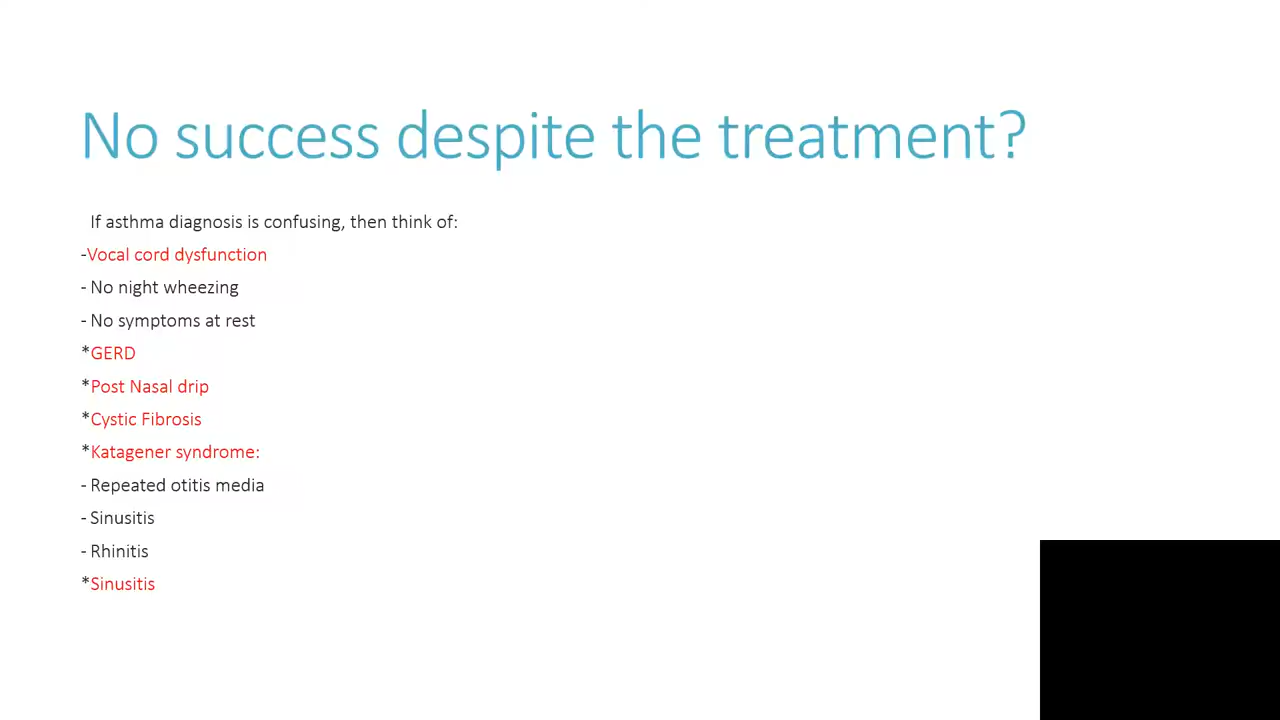 No success despite the treatment?
If asthma diagnosis is confusing, then think of:
-Vocal cord dysfunction
- No night wheezing
- No symptoms at rest
*GERD
*Post Nasal drip
*Cystic Fibrosis
*Katagener syndrome:
- Repeated otitis media
- Sinusitis
- Rhinitis
*Sinusitis